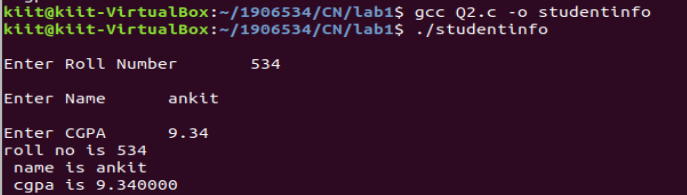 kiit@kiit-VirtualBox:~/1906534/CN/lab1$ gcc Q2.c -o studentinfo
kiit@kiit-VirtualBox:~/1906534/CN/lab1$ ./studentinfo
Enter Roll Number 534
Enter Name ankit
Enter CGPA 9.34
roll no is 534
name is ankit
cgpa is 9.340000